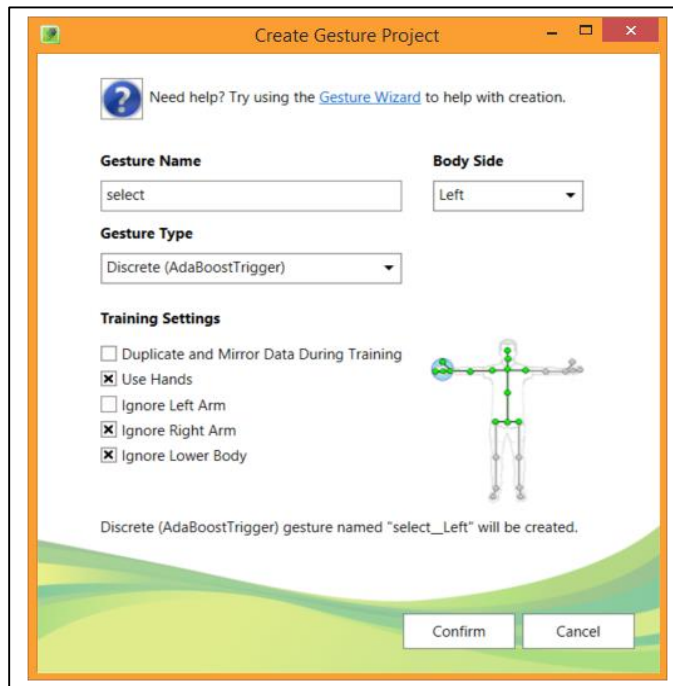 Create Gesture Project
Need help? Try using the Gesture Wizard to help with creation.
Gesture Name
Body Side
select
Left
Gesture Type
Discrete (AdaBoostTrigger)
Training Settings
Duplicate and Mirror Data During Training
Use Hands
Ignore Left Arm
Ignore Right Arm
Ignore Lower Body
Discrete (AdaBoostTrigger) gesture named "select__Left" will be created.
Confirm
Cancel